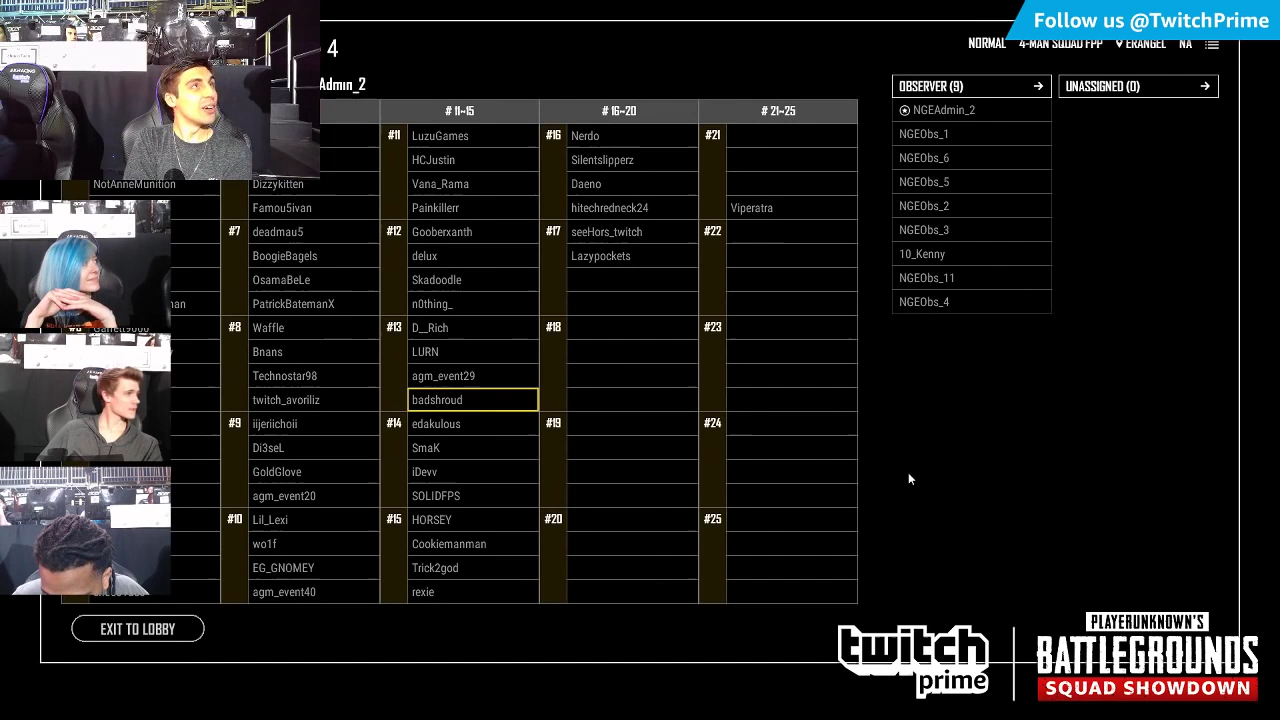 Follow us @TwitchPrime
4
NORMAL 4-MAN SQUAD FPP ERANGEL NA
Admin_2
OBSERVER (9)
UNASSIGNED (0)
# 11~15
# 16~20
# 21~25
NGEAdmin_2
NGEObs_1
NGEObs_6
NGEObs_5
NGEObs_2
NGEObs_3
10_Kenny
NGEObs_11
NGEObs_4
NotAnneMunition
Dizzykitten
Famou5ivan
#7
deadmau5
BoogieBagels
OsamaBeLe
PatrickBatemanX
#8
Waffle
Bnans
Technostar98
twitch_avoriliz
#9
iijeriichoii
Di3seL
GoldGlove
agm_event20
#10
Lil_Lexi
wo1f
EG_GNOMEY
agm_event40
#11
LuzuGames
HCJustin
Vana_Rama
Painkillerr
#12
Gooberxanth
delux
Skadoodle
n0thing_
#13
D__Rich
LURN
agm_event29
badshroud
#14
edakulous
SmaK
iDevv
SOLIDFPS
#15
HORSEY
Cookiemanman
Trick2god
rexie
#16
Nerdo
Silentslipperz
Daeno
hitechredneck24
#17
seeHors_twitch
Lazypockets
#18
#19
#20
#21
Viperatra
#22
#23
#24
#25
EXIT TO LOBBY
twitch
prime
PLAYERUNKNOWN'S
BATTLEGROUNDS
SQUAD SHOWDOWN